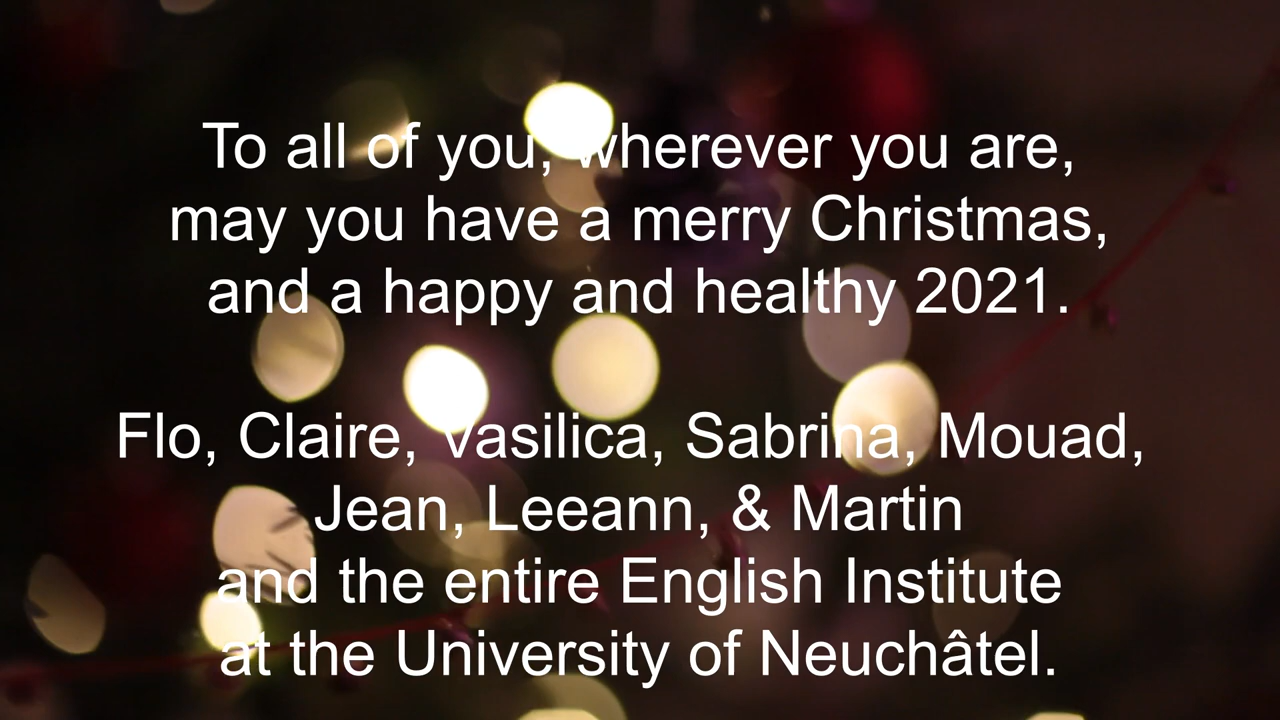 To all of you, wherever you are,
may you have a merry Christmas,
and a happy and healthy 2021.
Flo, Claire, Vasilica, Sabrina, Mouad,
Jean, Leeann, & Martin
and the entire English Institute
at the University of Neuchâtel.